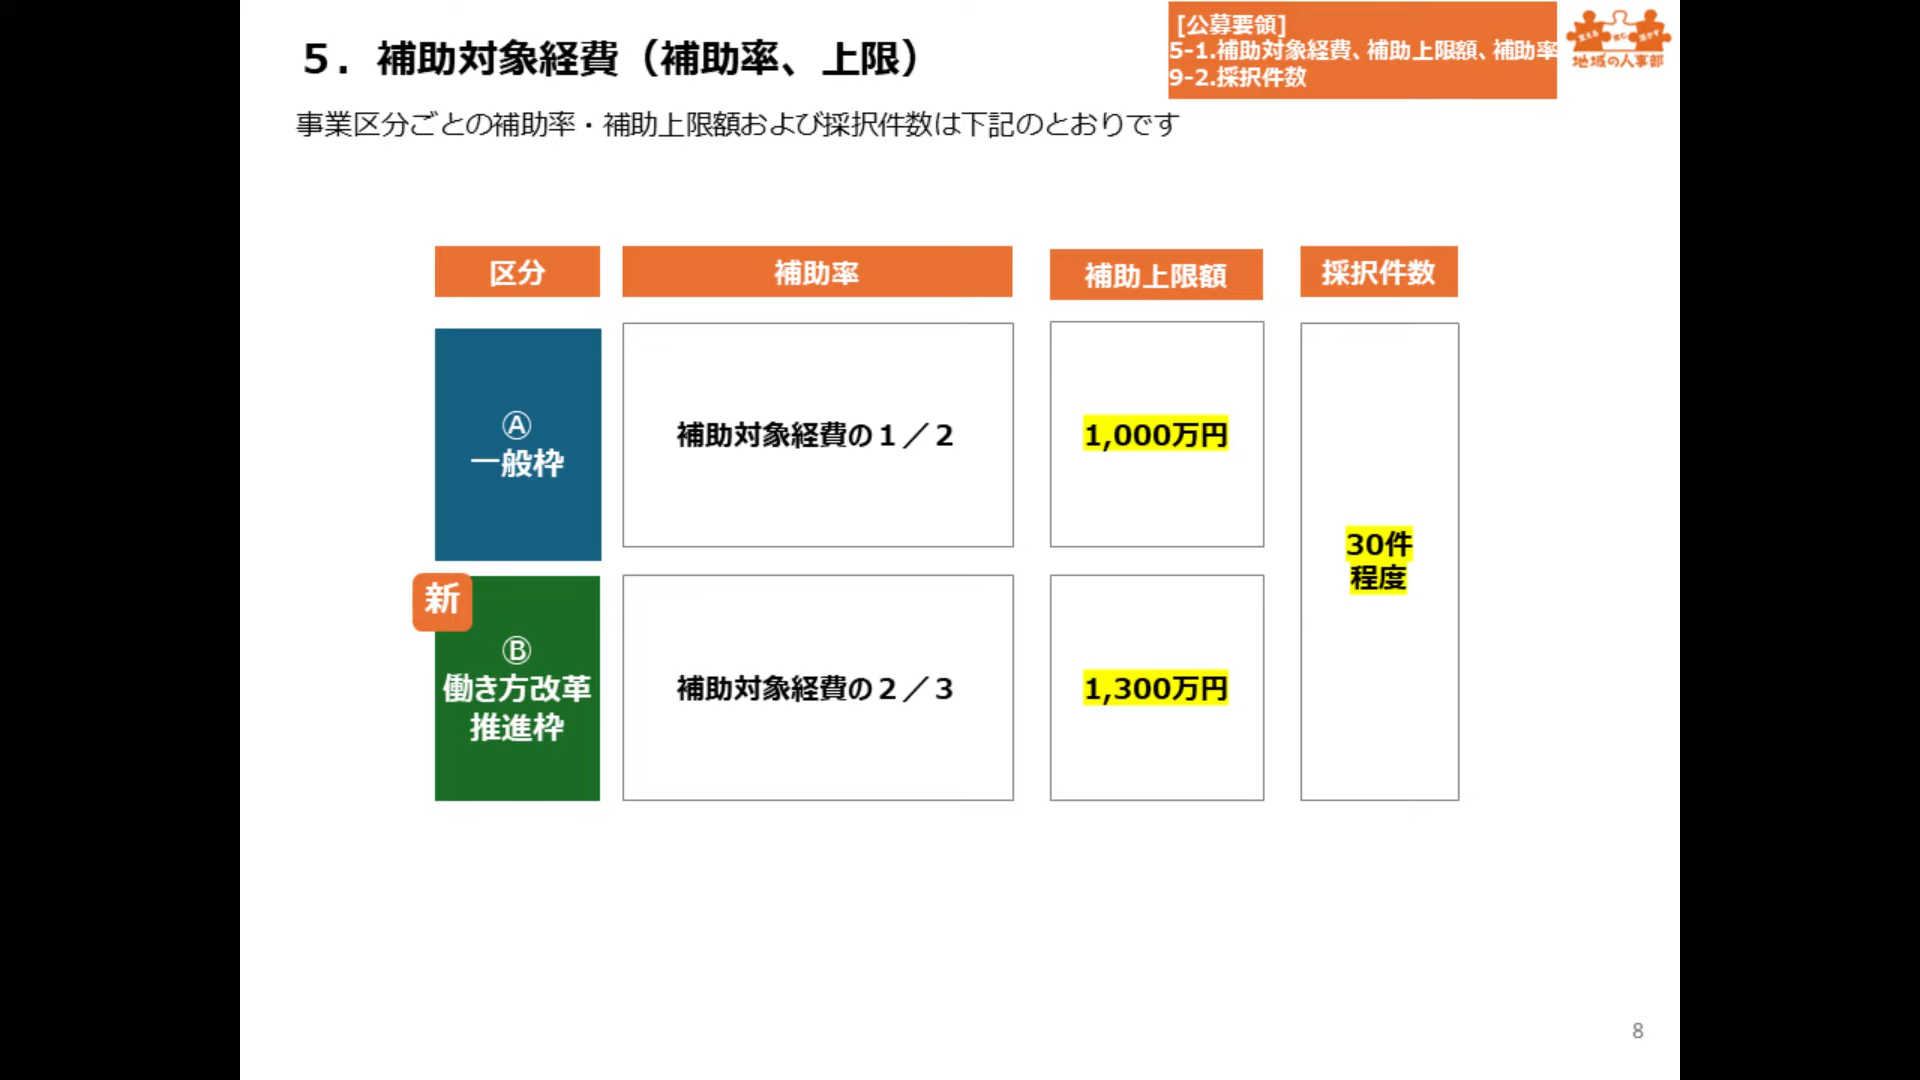 ５．補助対象経費（補助率、上限）
[公募要領]
5-1.補助対象経費、補助上限額、補助率
9-2.採択件数
地域の人事部
事業区分ごとの補助率・補助上限額および採択件数は下記のとおりです
区分
補助率
補助上限額
採択件数
Ⓐ
一般枠
補助対象経費の１／２
1,000万円
30件
程度
新
Ⓑ
働き方改革
推進枠
補助対象経費の２／３
1,300万円
8